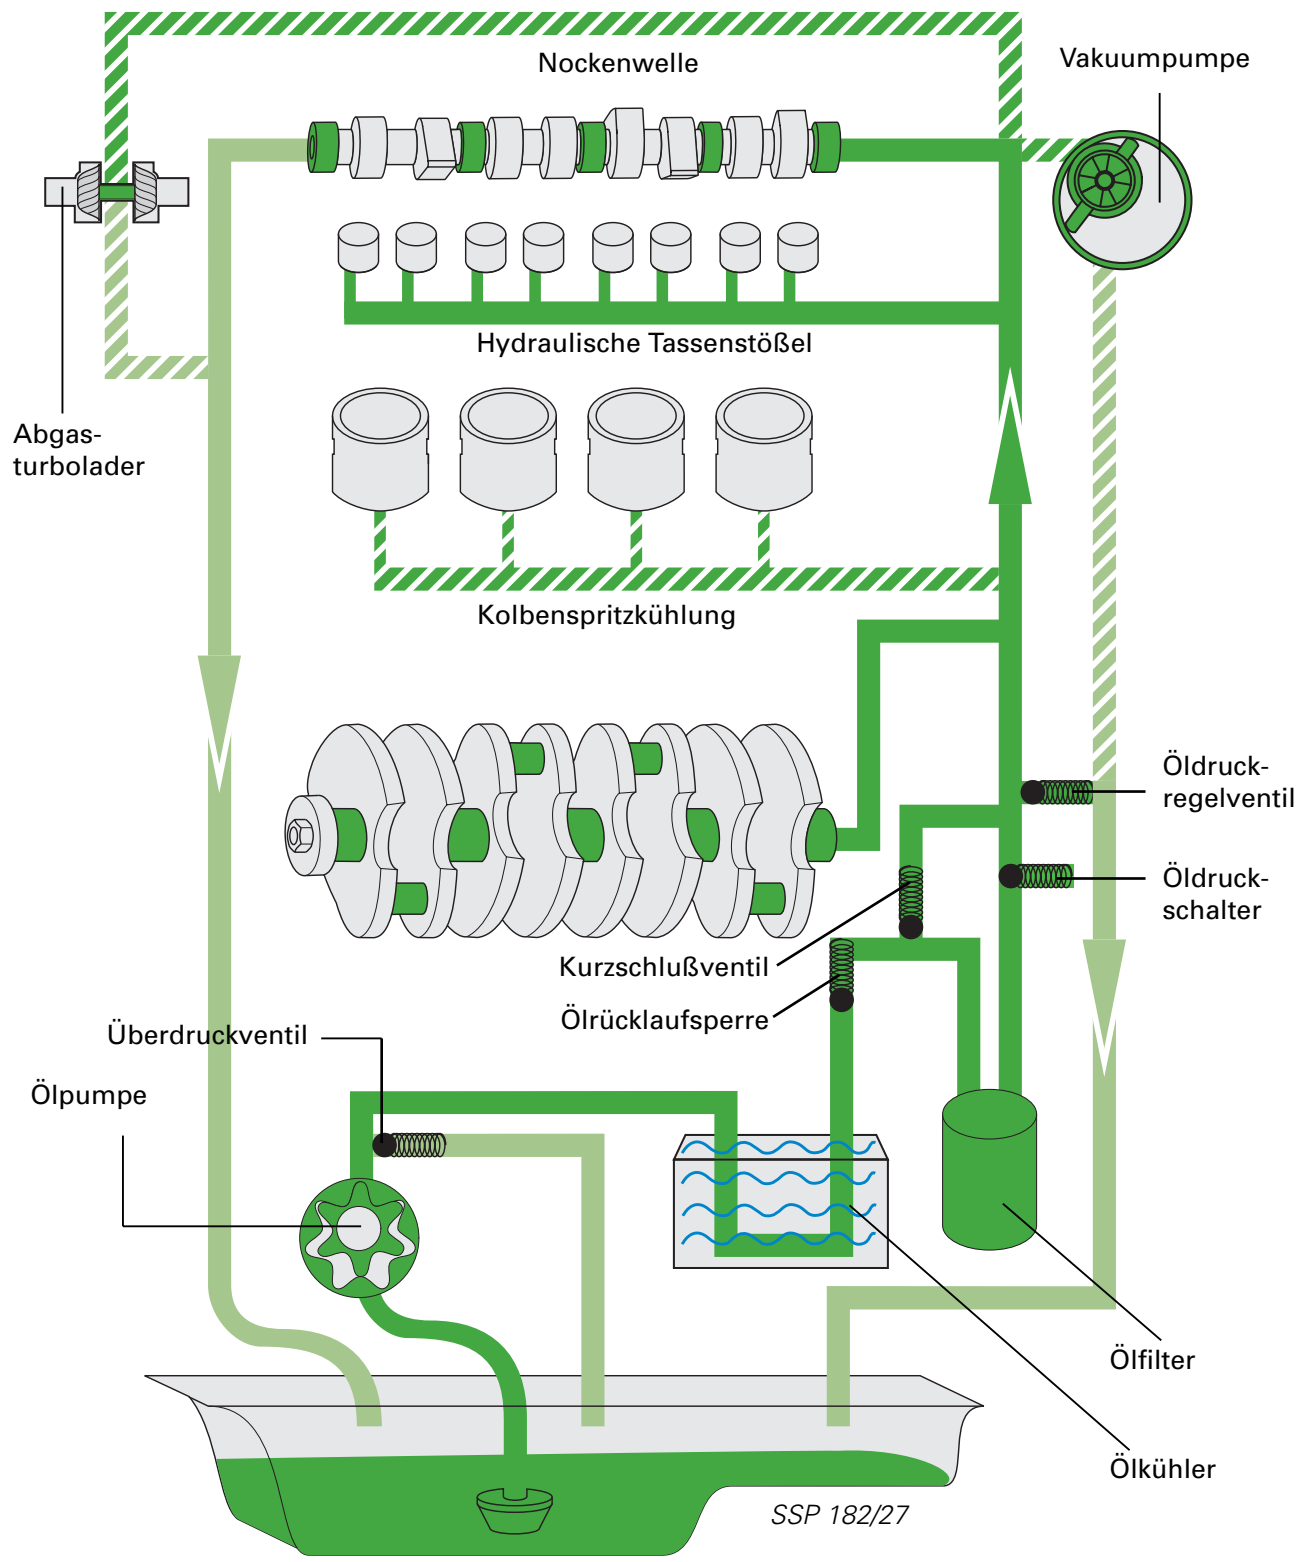 Nockenwelle
Vakuumpumpe
Hydraulische Tassenstößel
Abgas-
turbolader
Kolbenspritzkühlung
Öldruck-
regelventil
Öldruck-
schalter
Kurzschlußventil
Ölrücklaufsperre
Überdruckventil
Ölpumpe
Ölfilter
Ölkühler
SSP 182/27